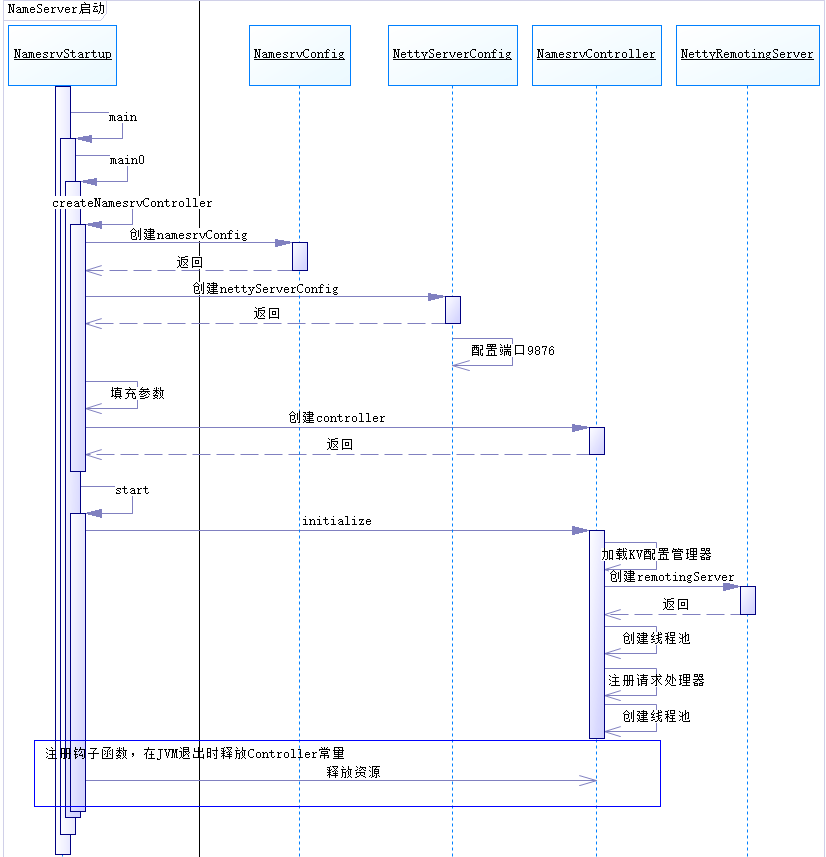 NameServer启动
NamesrvStartup
NamesrvConfig
NettyServerConfig
NamesrvController
NettyRemotingServer
main
main0
createNamesrvController
创建namesrvConfig
返回
创建nettyServerConfig
返回
配置端口9876
填充参数
创建controller
返回
start
initialize
加载KV配置管理器
创建remotingServer
返回
创建线程池
注册请求处理器
创建线程池
注册钩子函数，在JVM退出时释放Controller常量
释放资源